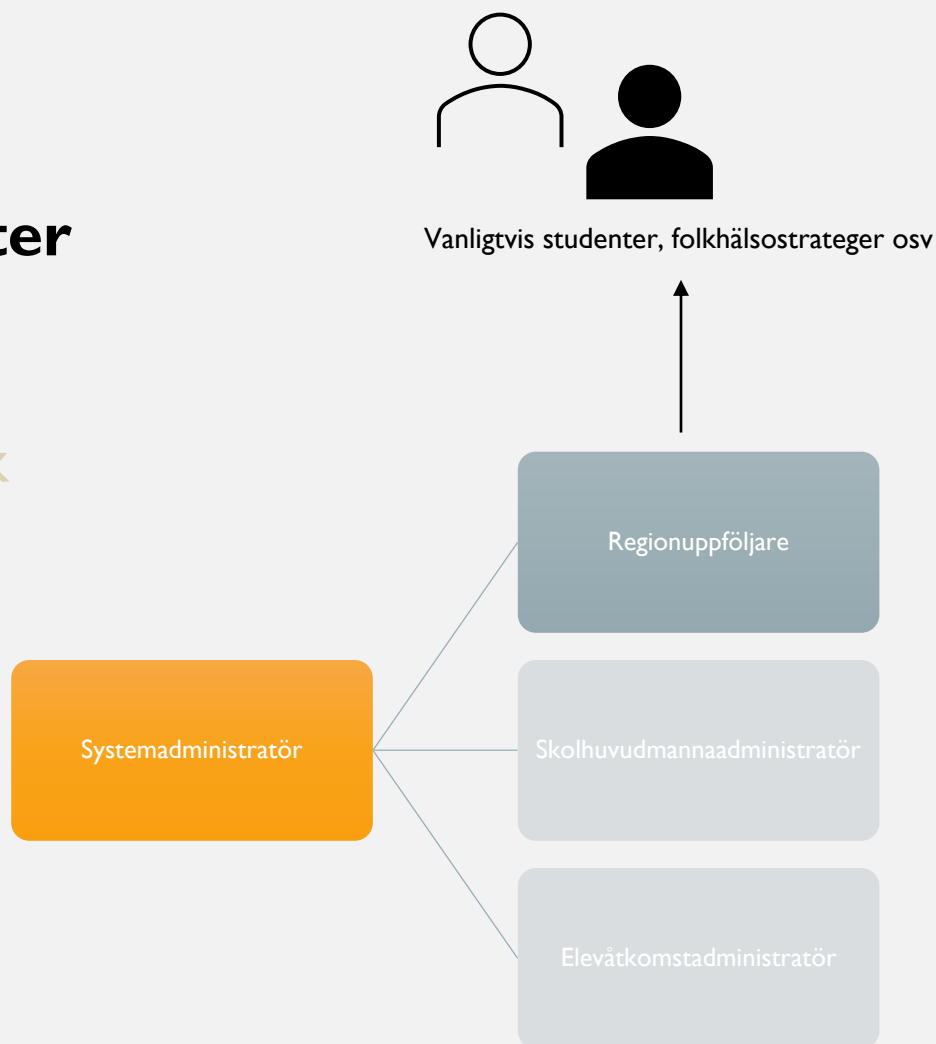 ter
Vanligtvis studenter, folkhälsostrateger osv
Regionuppföljare
Systemadministratör
Skolhuvudmannaadministratör
Elevåtkomstadministratör